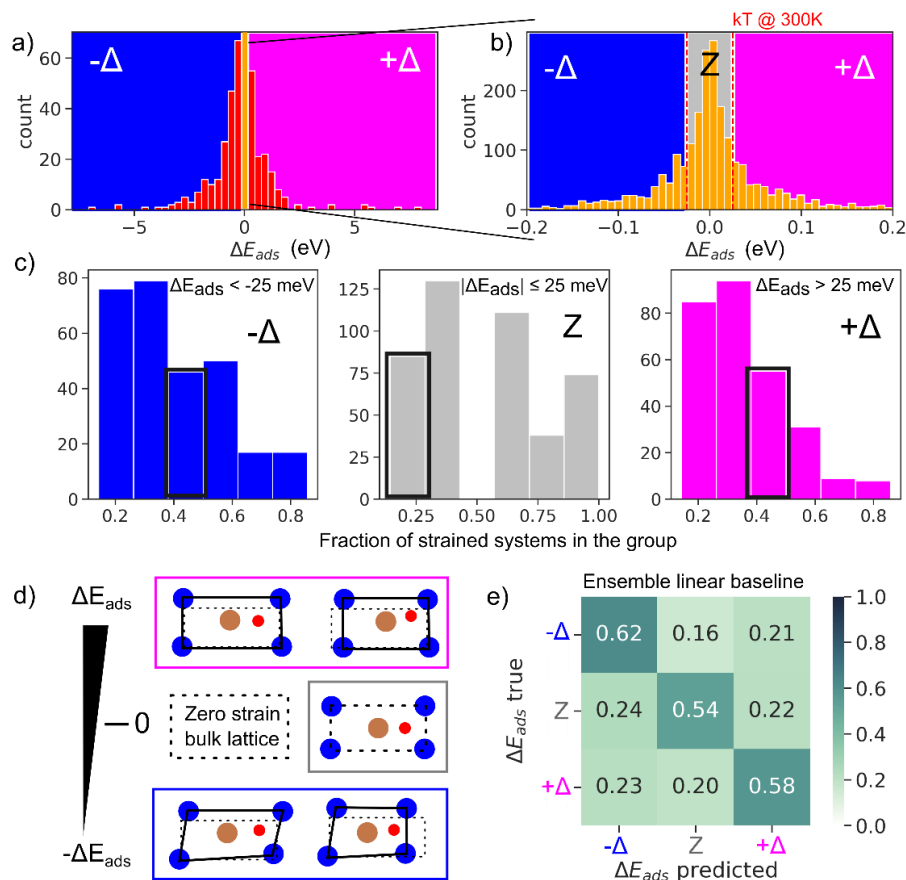 kT @ 300K
a)
b)
-Δ
+Δ
-Δ
Z
+Δ
count
60
40
20
0
−5
0
5
ΔE_ads (eV)
count
300
200
100
0
−0.2
−0.1
0.0
0.1
0.2
ΔE_ads (eV)
c)
80
60
40
20
0
ΔE_ads < -25 meV
-Δ
0.2
0.4
0.6
0.8
125
100
75
50
25
0
|ΔE_ads| ≤ 25 meV
Z
0.25
0.50
0.75
1.00
80
60
40
20
0
ΔE_ads > 25 meV
+Δ
0.2
0.4
0.6
0.8
Fraction of strained systems in the group
d)
ΔE_ads
0
-ΔE_ads
Zero strain
bulk lattice
e)
Ensemble linear baseline
ΔE_ads true
-Δ
0.62
0.16
0.21
Z
0.24
0.54
0.22
+Δ
0.23
0.20
0.58
-Δ
Z
+Δ
ΔE_ads predicted
1.0
0.8
0.6
0.4
0.2
0.0